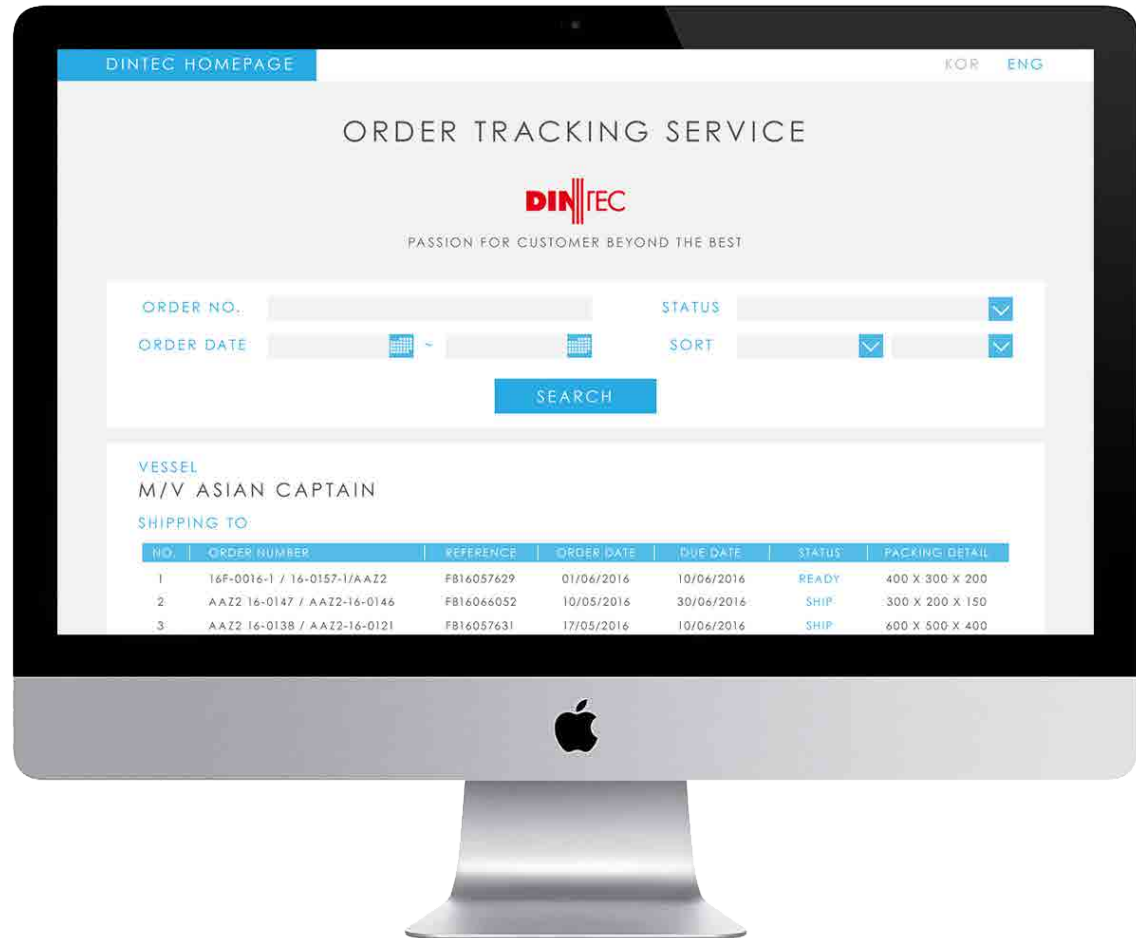 DINTEC HOMEPAGE KOR ENG
ORDER TRACKING SERVICE
DINTEC
PASSION FOR CUSTOMER BEYOND THE BEST
ORDER NO. STATUS
ORDER DATE ~ SORT
SEARCH
VESSEL
M/V ASIAN CAPTAIN
SHIPPING TO
NO. ORDER NUMBER REFERENCE ORDER DATE DUE DATE STATUS PACKING DETAIL
1 16F-0016-1 / 16-0157-1/AAZ2 FB16057629 01/06/2016 10/06/2016 READY 400 X 300 X 200
2 AAZ2 16-0147 / AAZ2-16-0146 FB16066052 10/05/2016 30/06/2016 SHIP 300 X 200 X 150
3 AAZ2 16-0138 / AAZ2-16-0121 FB16057631 17/05/2016 10/06/2016 SHIP 600 X 500 X 400